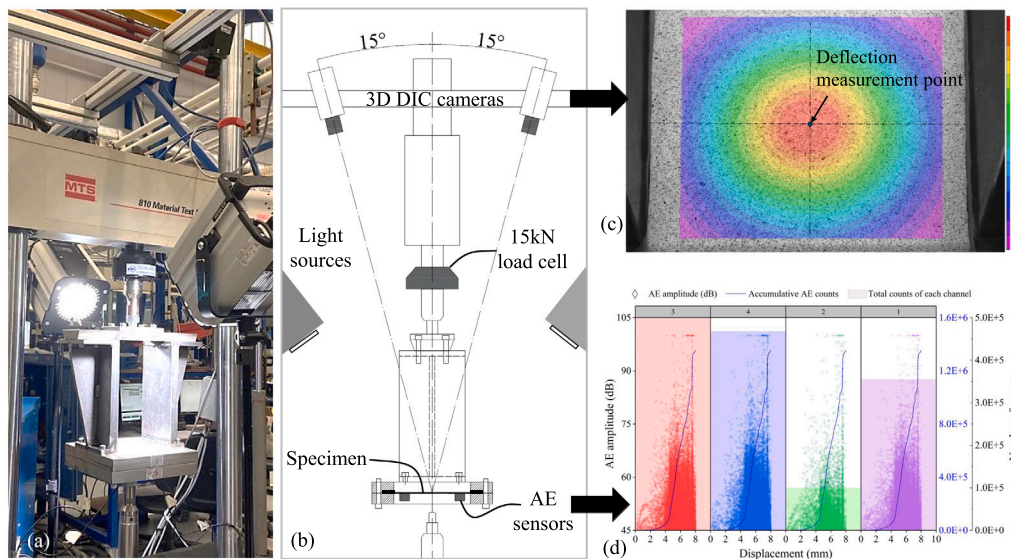 MTS
810 Material Test
(a)
15°
15°
3D DIC cameras
Light
sources
15kN
load cell
Specimen
AE
sensors
(b)
Deflection
measurement point
(c)
AE amplitude (dB)
Accumulative AE counts
Total counts of each channel
3
4
2
1
105
90
75
60
45
AE amplitude (dB)
1.6E+6
1.2E+6
8.0E+5
4.0E+5
0.0E+0
5.0E+5
4.0E+5
3.0E+5
2.0E+5
1.0E+5
0.0E+0
0 2 4 6 8 0 2 4 6 8 0 2 4 6 8 0 2 4 6 8 10
Displacement (mm)
(d)